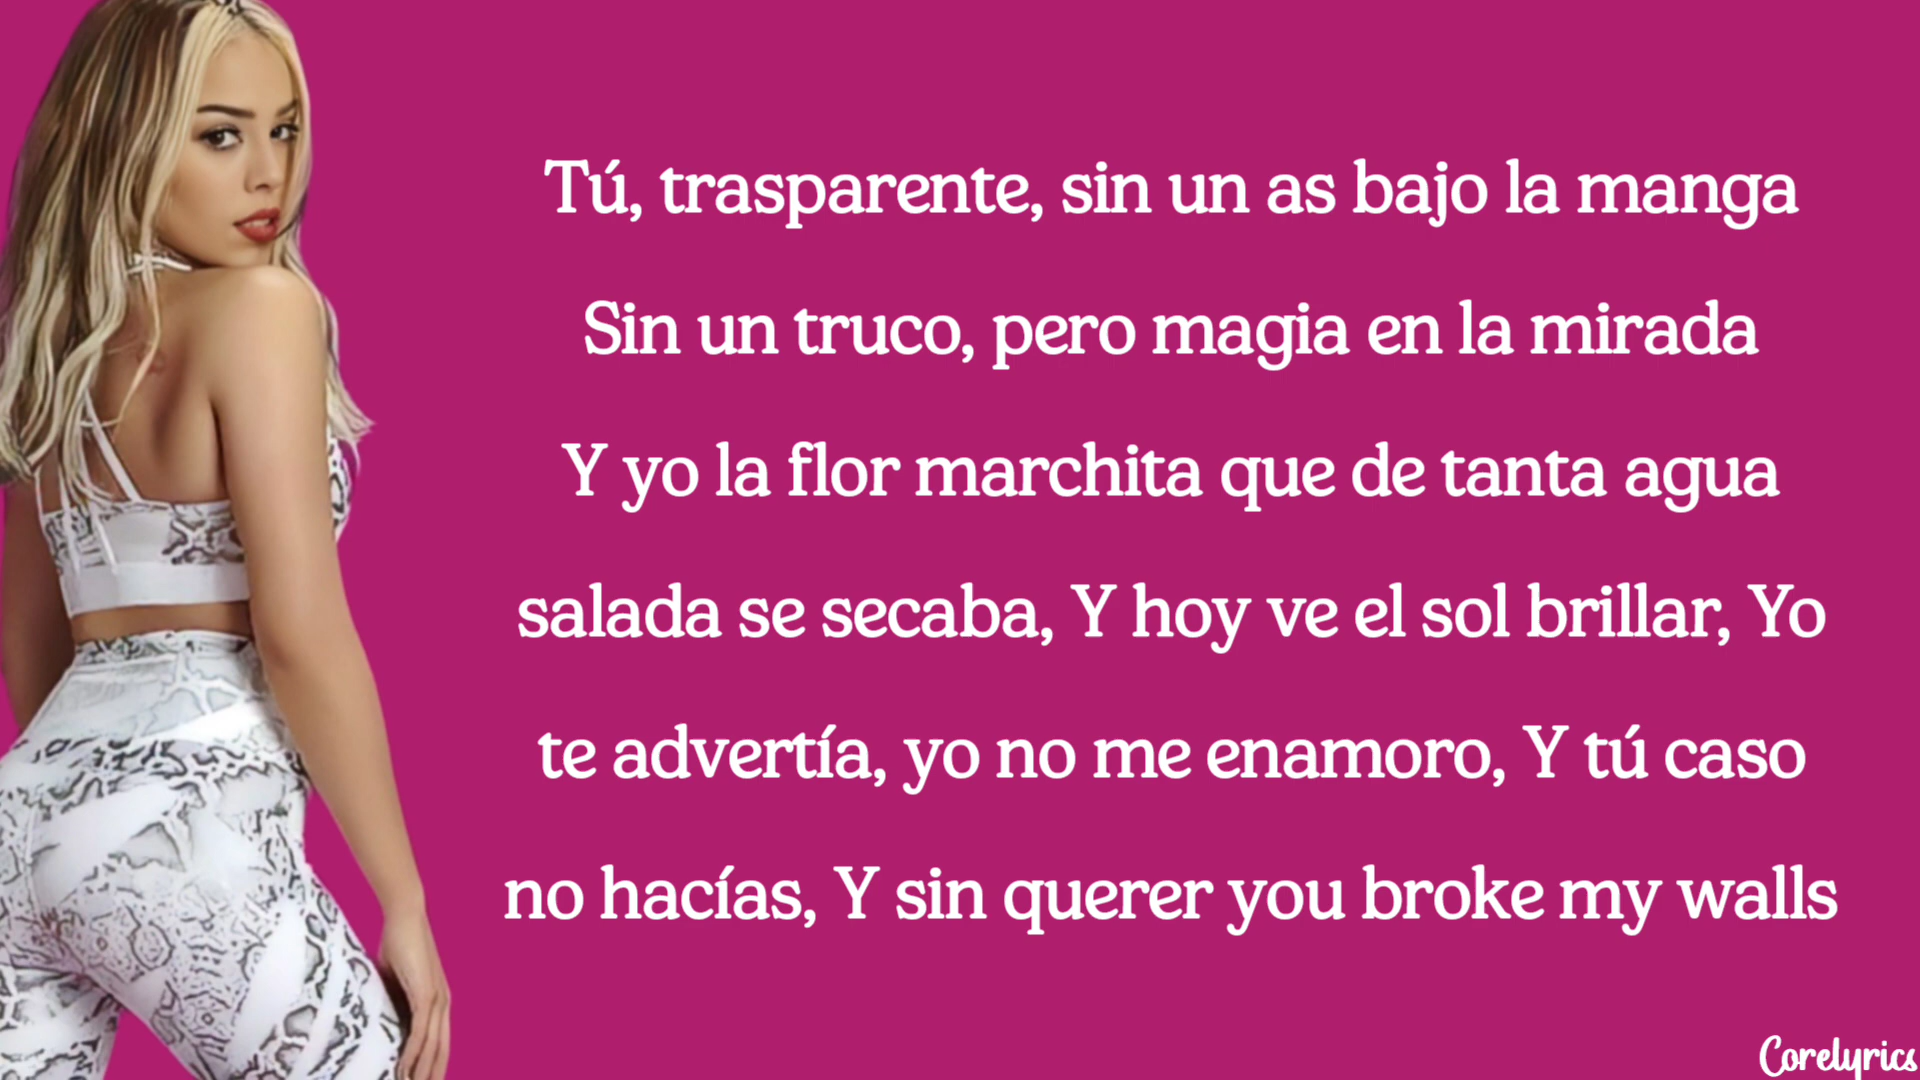 Tú, trasparente, sin un as bajo la manga
Sin un truco, pero magia en la mirada
Y yo la flor marchita que de tanta agua
salada se secaba, Y hoy ve el sol brillar, Yo
te advertía, yo no me enamoro, Y tú caso
no hacías, Y sin querer you broke my walls
Corelyrics